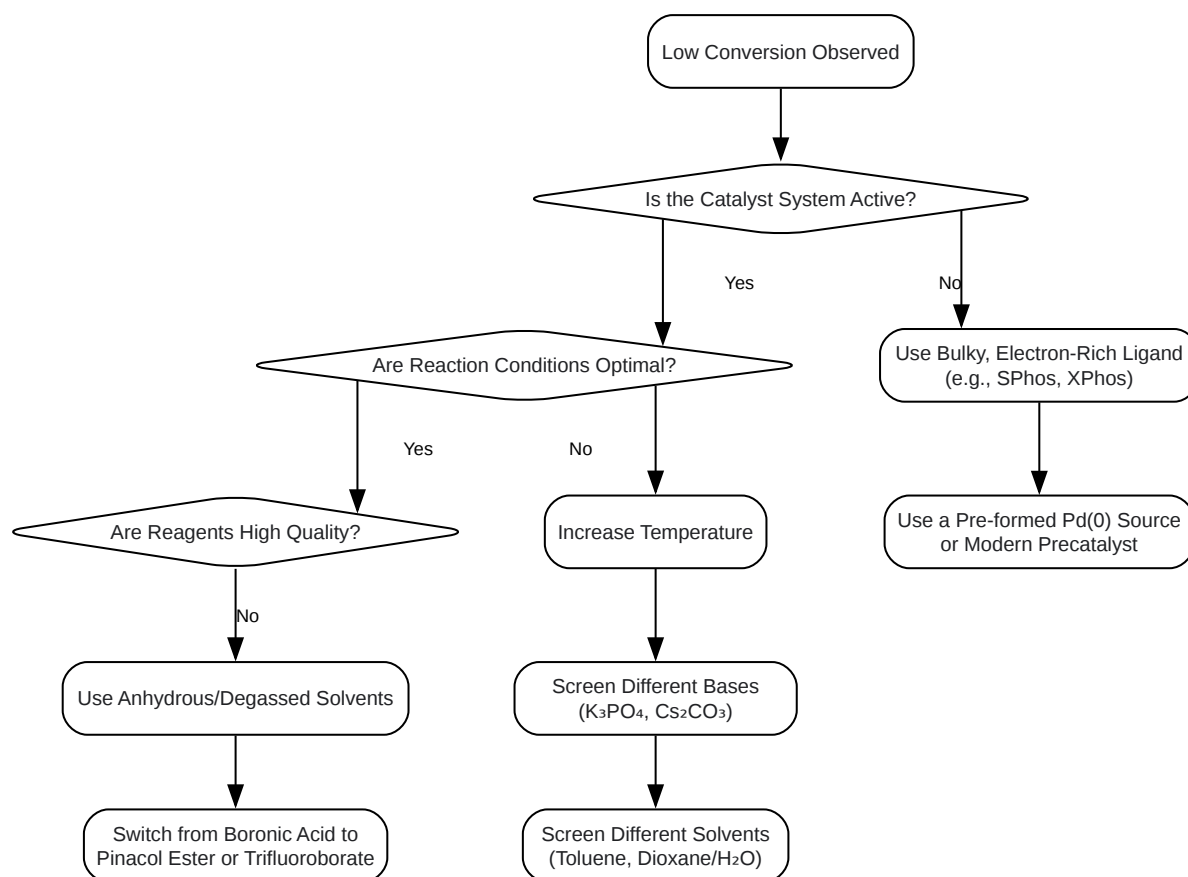 Low Conversion Observed
Is the Catalyst System Active?
Yes
No
Are Reaction Conditions Optimal?
Use Bulky, Electron-Rich Ligand
(e.g., SPhos, XPhos)
Yes
No
Are Reagents High Quality?
Increase Temperature
Use a Pre-formed Pd(0) Source
or Modern Precatalyst
No
Use Anhydrous/Degassed Solvents
Screen Different Bases
(K₃PO₄, Cs₂CO₃)
Switch from Boronic Acid to
Pinacol Ester or Trifluoroborate
Screen Different Solvents
(Toluene, Dioxane/H₂O)